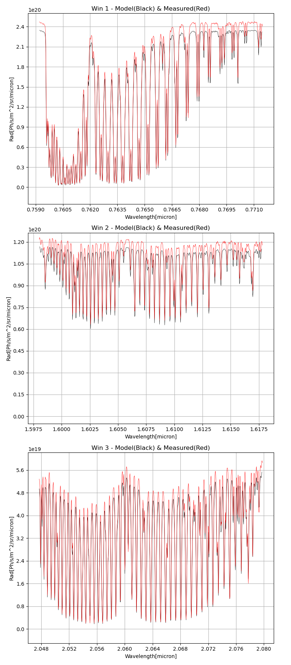 Win 1 - Model(Black) & Measured(Red)
1e20
2.4
2.1
1.8
1.5
1.2
0.9
0.6
0.3
0.0
Rad[Ph/s/m^2/sr/micron]
0.7590 0.7605 0.7620 0.7635 0.7650 0.7665 0.7680 0.7695 0.7710
Wavelength[micron]
Win 2 - Model(Black) & Measured(Red)
1e20
1.20
1.05
0.90
0.75
0.60
0.45
0.30
0.15
0.00
Rad[Ph/s/m^2/sr/micron]
1.5975 1.6000 1.6025 1.6050 1.6075 1.6100 1.6125 1.6150 1.6175
Wavelength[micron]
Win 3 - Model(Black) & Measured(Red)
1e19
5.6
4.8
4.0
3.2
2.4
1.6
0.8
0.0
Rad[Ph/s/m^2/sr/micron]
2.048 2.052 2.056 2.060 2.064 2.068 2.072 2.076 2.080
Wavelength[micron]